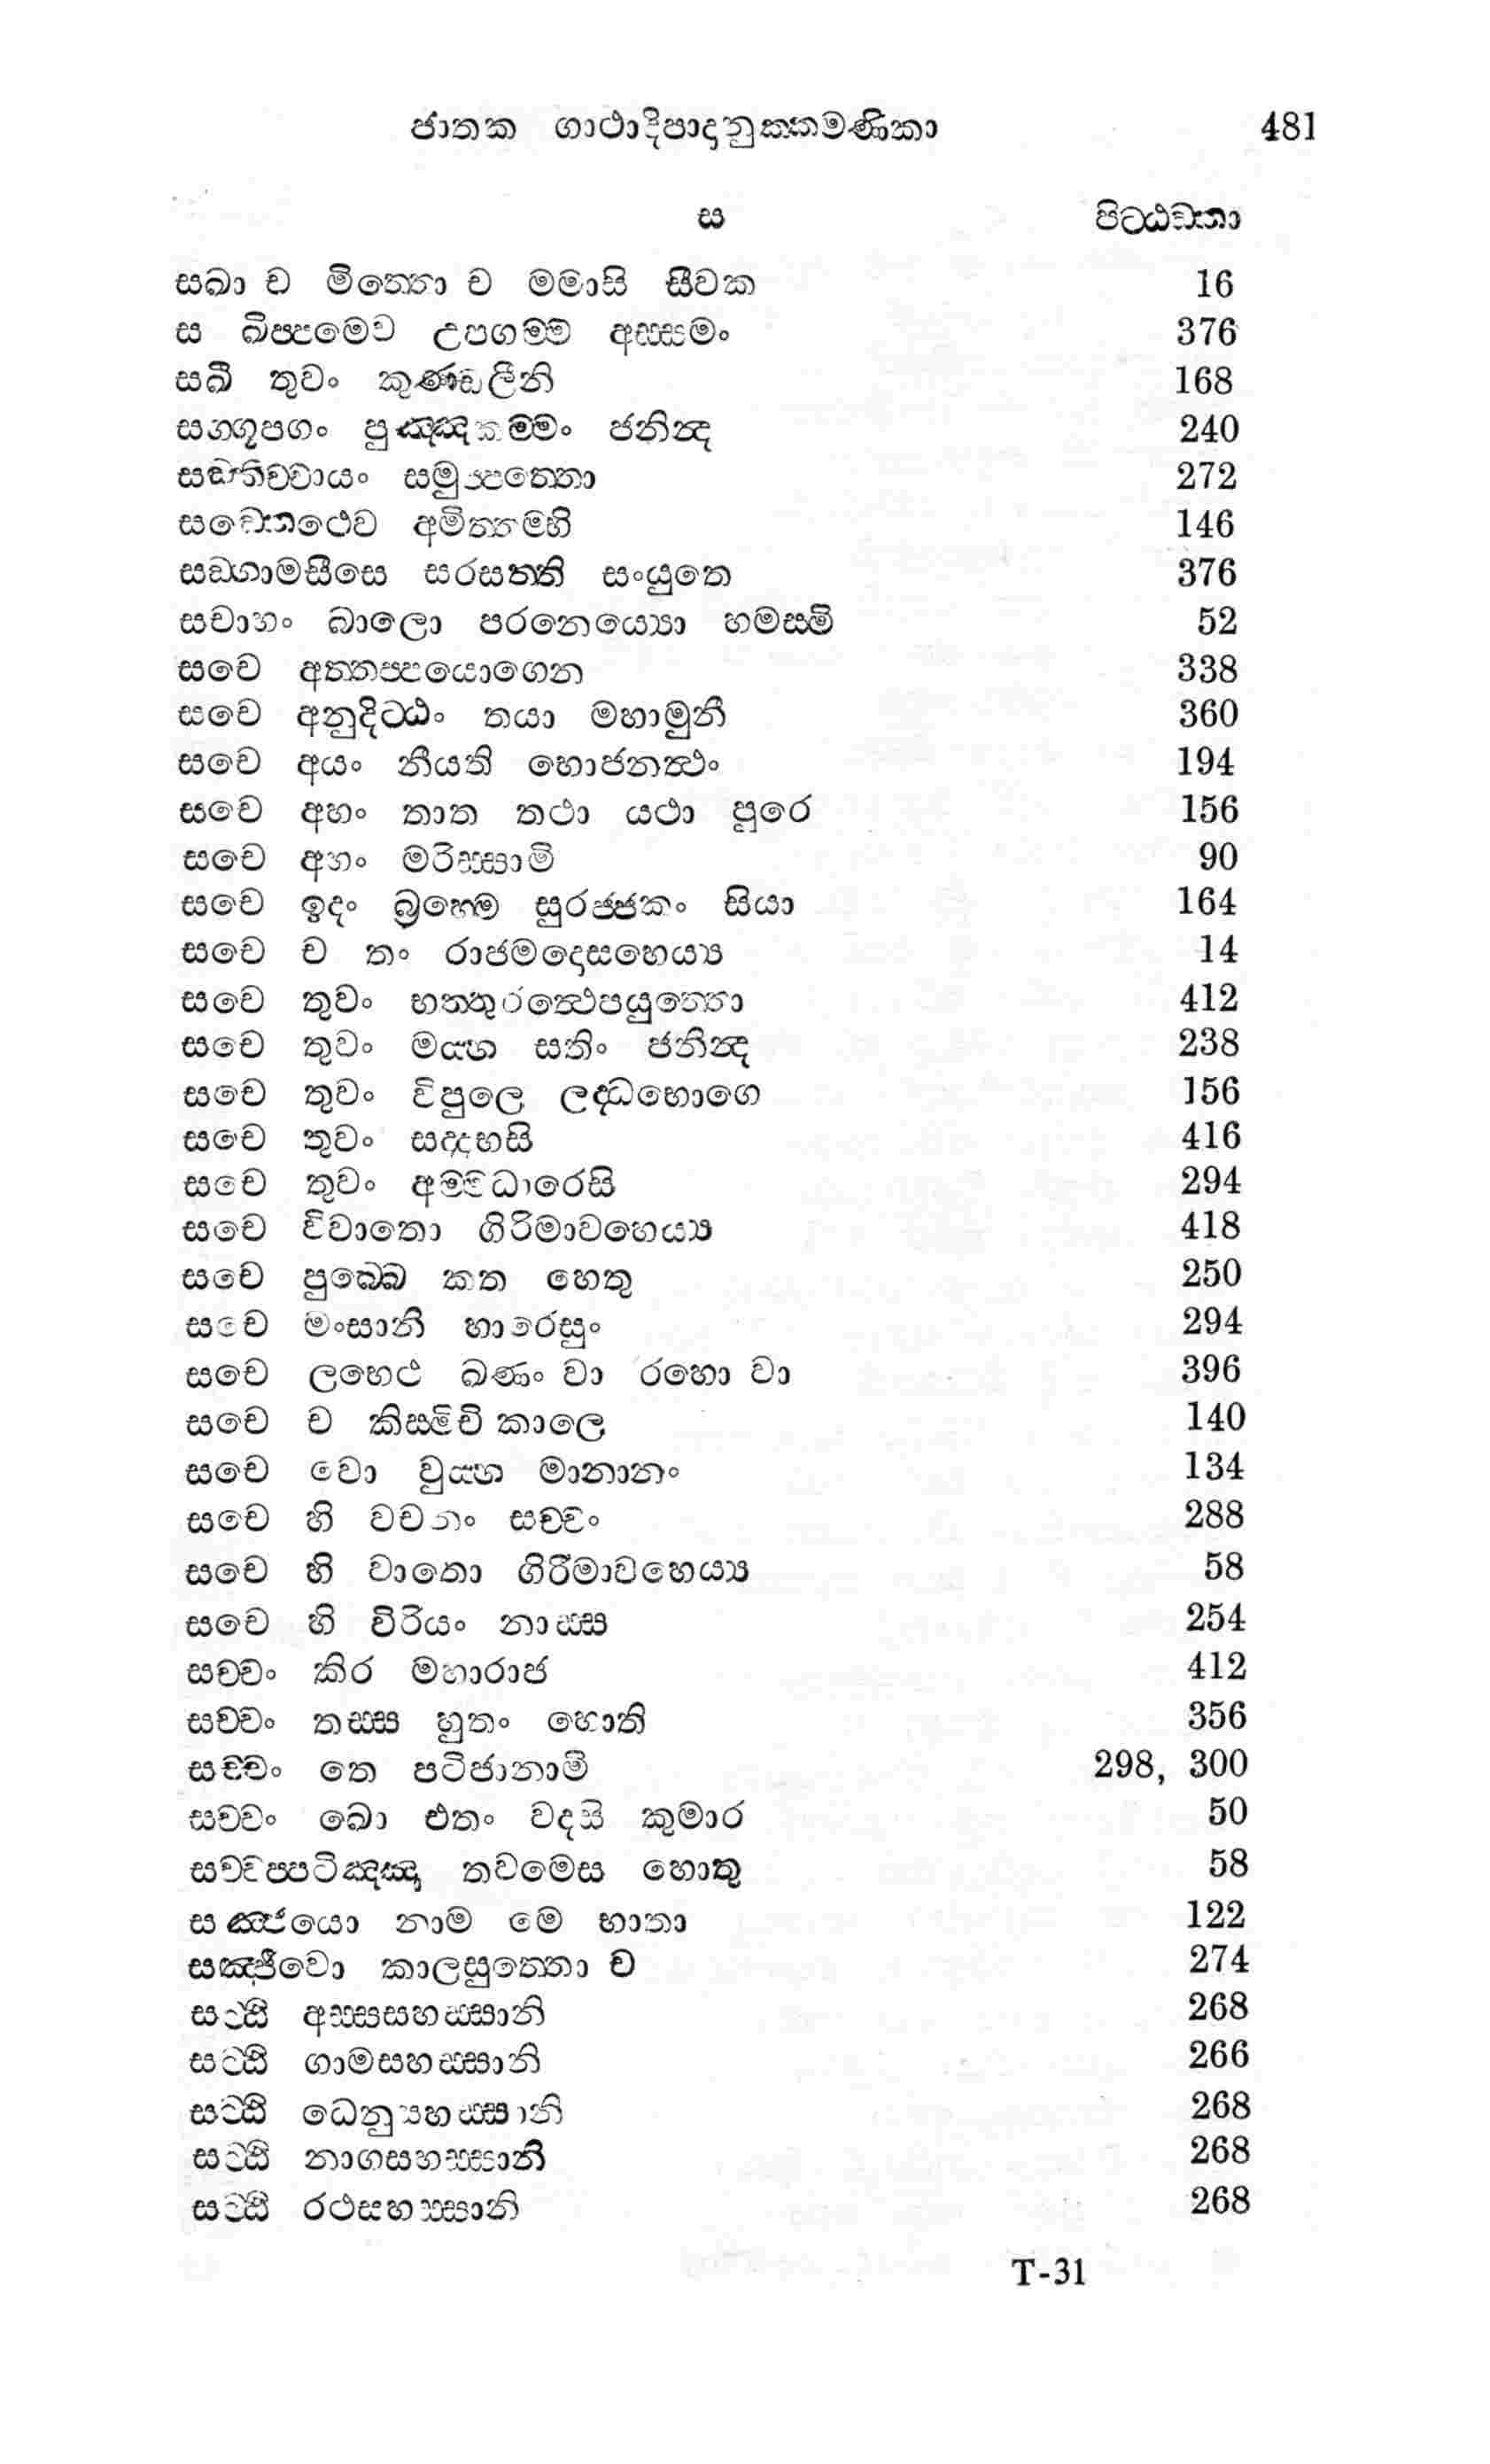 ජාතක ගාථාදිපාදානුක්කමණිකා 481
ස පිට්ඨඞ්කා
සඛා ච මිත්තො ච මමාසි සීවක 16
ස ඛිප්පමෙව උපගම්ම අස්සමං 376
සඛී තුවං කුණ්ඩලීනි 168
සග්ගූපගං පුඤ්ඤකම්මං ජනින්ද 240
සඞ්ඝාතිච්චායං සමුප්පත්තො 272
සඞ්කෙථෙව අමිත්තම්හි 146
සඞ්ගාමසීසෙ සරසත්ති සංයුතෙ 376
සචාහං බාලො පරනෙය්‍යො හමස්මි 52
සචෙ අත්තප්පයොගෙන 338
සචෙ අනුදිට්ඨං තයා මහාමුනී 360
සචෙ අයං නීයති භොජනත්ථං 194
සචෙ අහං තාත තථා යථා පුරෙ 156
සචෙ අහං මරිස්සාමි 90
සචෙ ඉදං බ්‍රහ්මෙ සුරජ්ජකං සියා 164
සචෙ ච තං රාජමදොසහෙය්‍ය 14
සචෙ තුවං භත්තුරත්ථෙපයුත්තො 412
සචෙ තුවං මය්හ සතිං ජනින්ද 238
සචෙ තුවං විපුලෙ ලද්ධභොගෙ 156
සචෙ තුවං සද්දහසි 416
සචෙ තුවං අම්මධාරෙසි 294
සචෙ විවාතො ගිරිමාවහෙය්‍ය 418
සචෙ පුබ්බෙ කත හෙතු 250
සචෙ මංසානි හාරෙසුං 294
සචෙ ලභෙථ ඛණං වා රහො වා 396
සචෙ ච කිස්මිචි කාලෙ 140
සචෙ වො වුය්හ මානානං 134
සචෙ හි වචනං සච්චං 288
සචෙ හි වාතො ගිරිමාවහෙය්‍ය 58
සචෙ හි විරියං නාස්ස 254
සච්චං කිර මහාරාජ 412
සච්චං තස්ස හුතං හොති 356
සච්චං තෙ පටිජානාමි 298, 300
සච්චං ඛො එතං වදසි කුමාර 50
සච්චප්පටිඤ්ඤා තවමෙස හොතු 58
සඤ්ජයො නාම මෙ භාතා 122
සඤ්ජීවො කාලසුත්තො ච 274
සට්ඨි අස්සසහස්සානි 268
සට්ඨි ගාමසහස්සානි 266
සට්ඨි ධෙනුසහස්සානි 268
සට්ඨි නාගසහස්සානි 268
සට්ඨි රථසහස්සානි 268
T-31